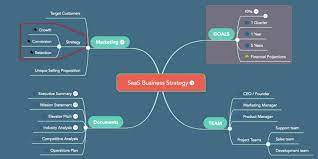 Target Customers
Growth
Conversion
Retention
Strategy
Marketing
Unique Selling Proposition
KPIs
1 Quarter
1 Year
5 Years
Financial Projections
GOALS
SaaS Business Strategy
Executive Summary
Mission Statement
Elevator Pitch
Industry Analysis
Competitive Analysis
Operations Plan
Documents
TEAM
CEO / Founder
Marketing Manager
Product Manager
Project Teams
Support team
Sales team
Development team